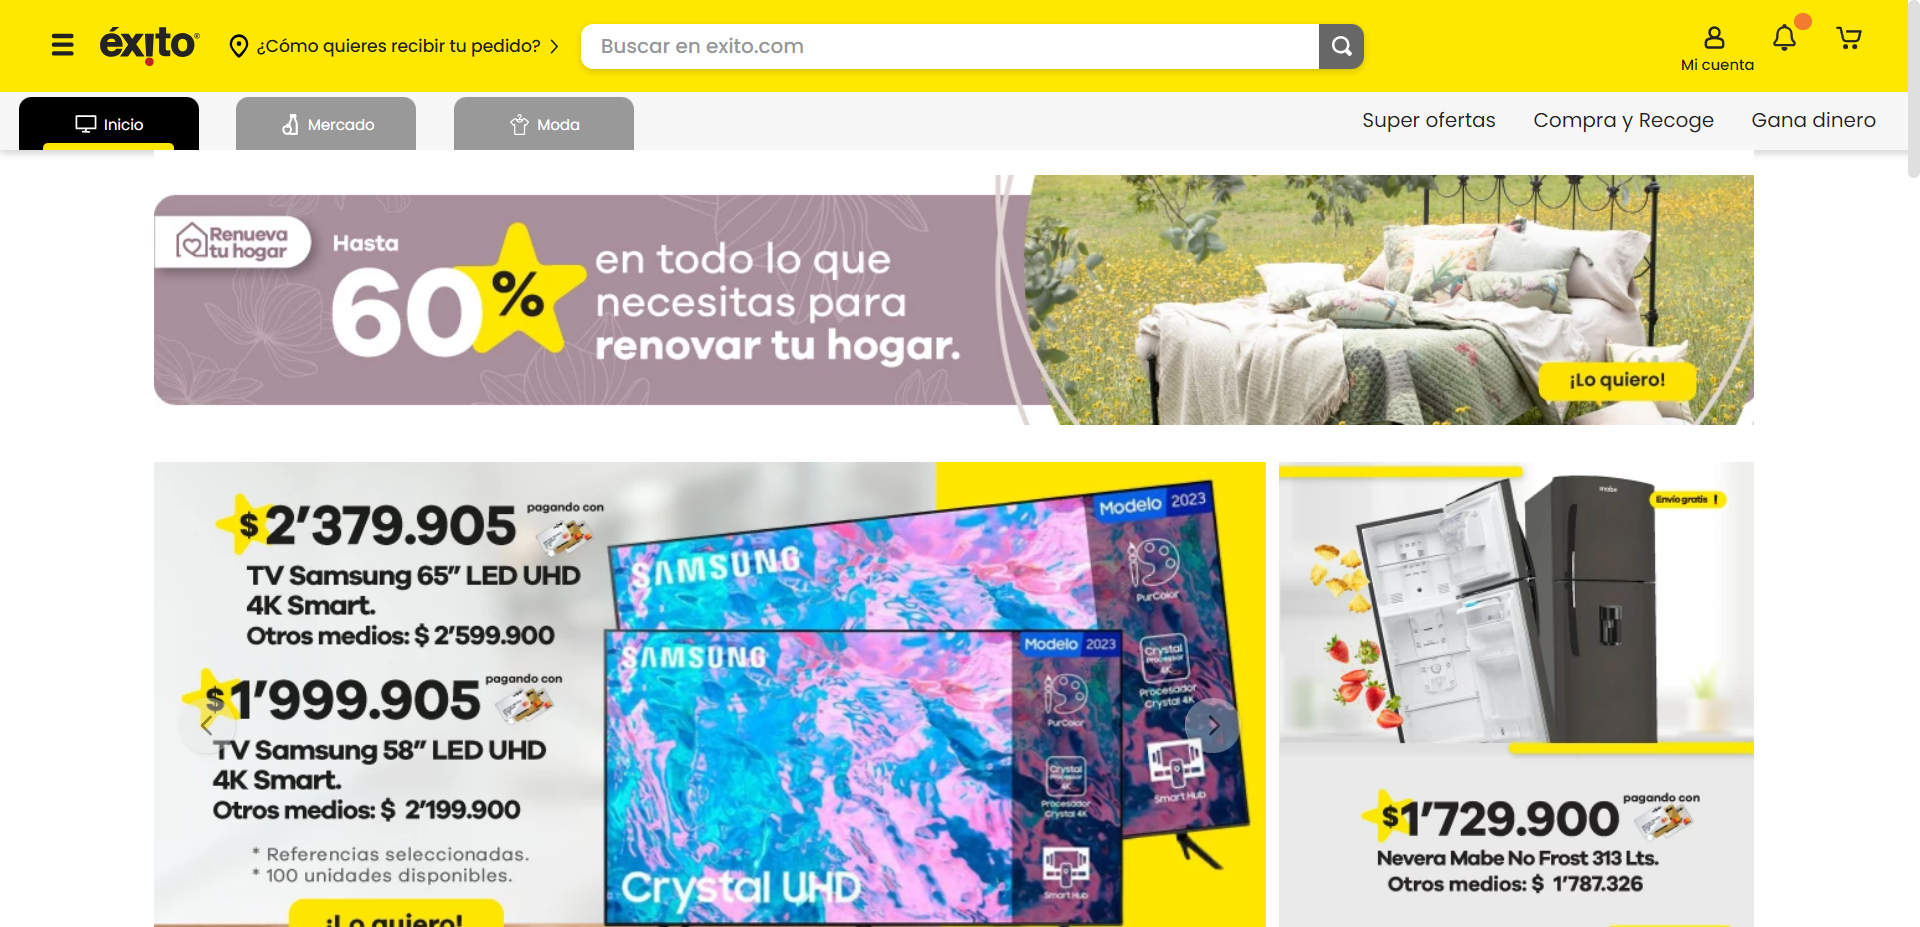 éxito®
¿Cómo quieres recibir tu pedido?
Buscar en exito.com
Mi cuenta
Inicio
Mercado
Moda
Super ofertas
Compra y Recoge
Gana dinero
Renueva
tu hogar
Hasta
60%
en todo lo que
necesitas para
renovar tu hogar.
¡Lo quiero!
$2'379.905 pagando con
TV Samsung 65” LED UHD
4K Smart.
Otros medios: $ 2'599.900
$1'999.905 pagando con
TV Samsung 58” LED UHD
4K Smart.
Otros medios: $ 2'199.900
* Referencias seleccionadas.
* 100 unidades disponibles.
¡Lo quiero!
Modelo 2023
SAMSUNG
PurColor
Crystal
Processor
4K
Procesador
Crystal 4K
Smart Hub
Modelo 2023
SAMSUNG
PurColor
Crystal
Processor
4K
Procesador
Crystal 4K
Smart Hub
Crystal UHD
mabe
Envío gratis !
$1'729.900 pagando con
Nevera Mabe No Frost 313 Lts.
Otros medios: $ 1'787.326